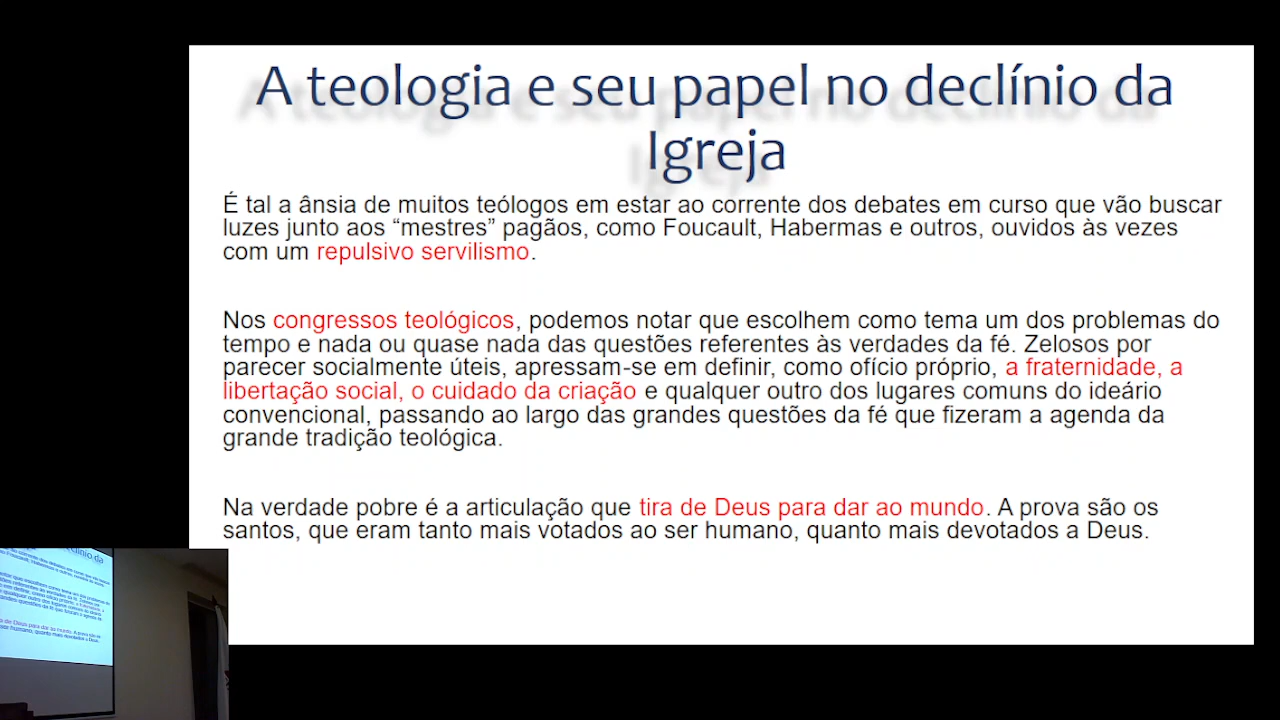 A teologia e seu papel no declínio da
Igreja
É tal a ânsia de muitos teólogos em estar ao corrente dos debates em curso que vão buscar
luzes junto aos “mestres” pagãos, como Foucault, Habermas e outros, ouvidos às vezes
com um repulsivo servilismo.
Nos congressos teológicos, podemos notar que escolhem como tema um dos problemas do
tempo e nada ou quase nada das questões referentes às verdades da fé. Zelosos por
parecer socialmente úteis, apressam-se em definir, como ofício próprio, a fraternidade, a
libertação social, o cuidado da criação e qualquer outro dos lugares comuns do ideário
convencional, passando ao largo das grandes questões da fé que fizeram a agenda da
grande tradição teológica.
Na verdade pobre é a articulação que tira de Deus para dar ao mundo. A prova são os
santos, que eram tanto mais votados ao ser humano, quanto mais devotados a Deus.